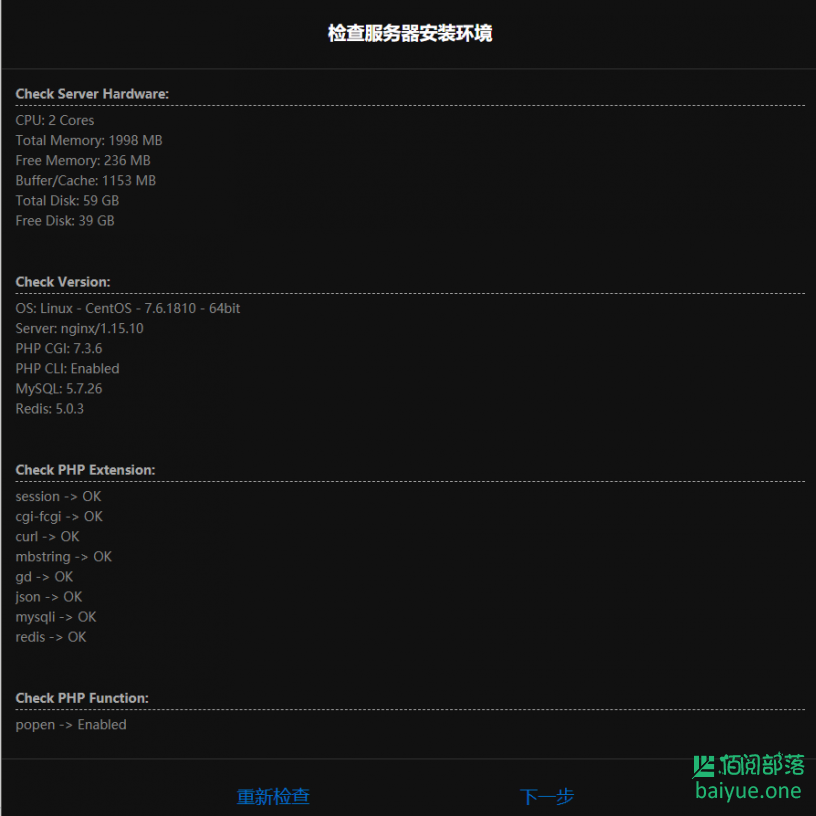 检查服务器安装环境
Check Server Hardware:
CPU: 2 Cores
Total Memory: 1998 MB
Free Memory: 236 MB
Buffer/Cache: 1153 MB
Total Disk: 59 GB
Free Disk: 39 GB
Check Version:
OS: Linux - CentOS - 7.6.1810 - 64bit
Server: nginx/1.15.10
PHP CGI: 7.3.6
PHP CLI: Enabled
MySQL: 5.7.26
Redis: 5.0.3
Check PHP Extension:
session -> OK
cgi-fcgi -> OK
curl -> OK
mbstring -> OK
gd -> OK
json -> OK
mysqli -> OK
redis -> OK
Check PHP Function:
popen -> Enabled
重新检查
下一步
佰阅部落
baiyue.one